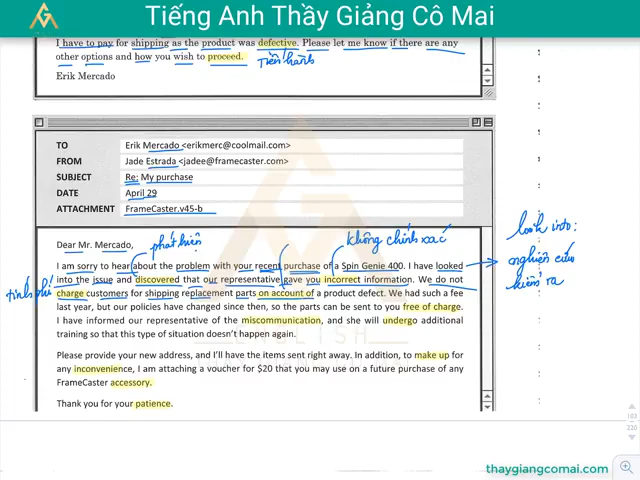 Tiếng Anh Thầy Giảng Cô Mai
I have to pay for shipping as the product was defective. Please let me know if there are any
other options and how you wish to proceed.
tiến hành
Erik Mercado
TO Erik Mercado <erikmerc@coolmail.com>
FROM Jade Estrada <jadee@framecaster.com>
SUBJECT Re: My purchase
DATE April 29
ATTACHMENT FrameCaster.v45-b
look into:
nghiên cứu
kiểm tra
phát hiện
không chính xác
tính phí
Dear Mr. Mercado,
I am sorry to hear about the problem with your recent purchase of a Spin Genie 400. I have looked
into the issue and discovered that our representative gave you incorrect information. We do not
charge customers for shipping replacement parts on account of a product defect. We had such a fee
last year, but our policies have changed since then, so the parts can be sent to you free of charge.
I have informed our representative of the miscommunication, and she will undergo additional
training so that this type of situation doesn't happen again.
Please provide your new address, and I'll have the items sent right away. In addition, to make up for
any inconvenience, I am attaching a voucher for $20 that you may use on a future purchase of any
FrameCaster accessory.
Thank you for your patience.
183
220
thaygiangcomai.com